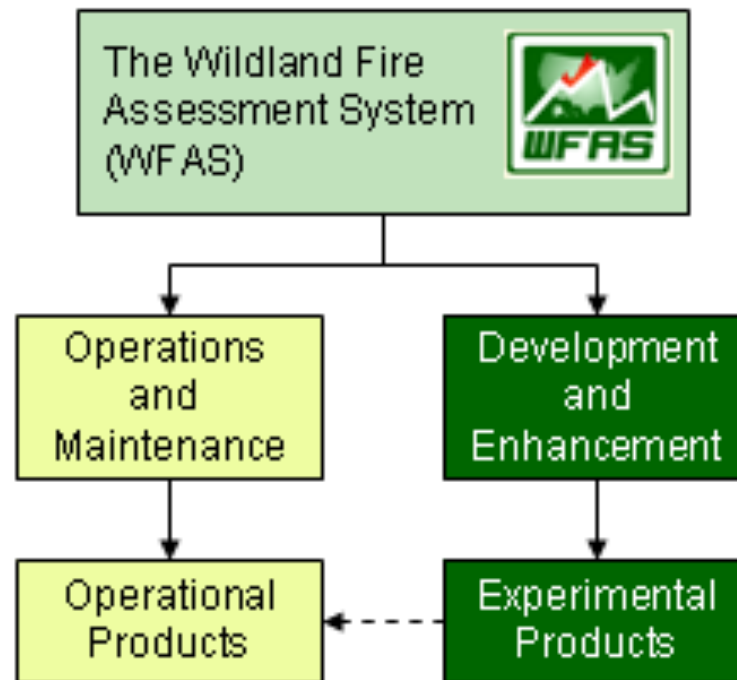 The Wildland Fire
Assessment System
(WFAS)
WFAS
Operations
and
Maintenance
Development
and
Enhancement
Operational
Products
Experimental
Products